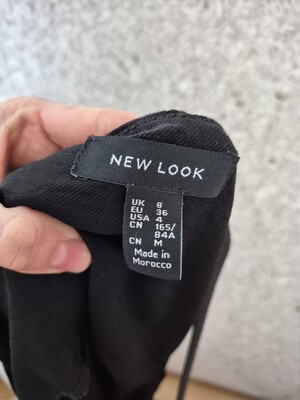 NEW LOOK
UK 8
EU 36
USA 4
CN 165/
84A
CN M
Made in
Morocco